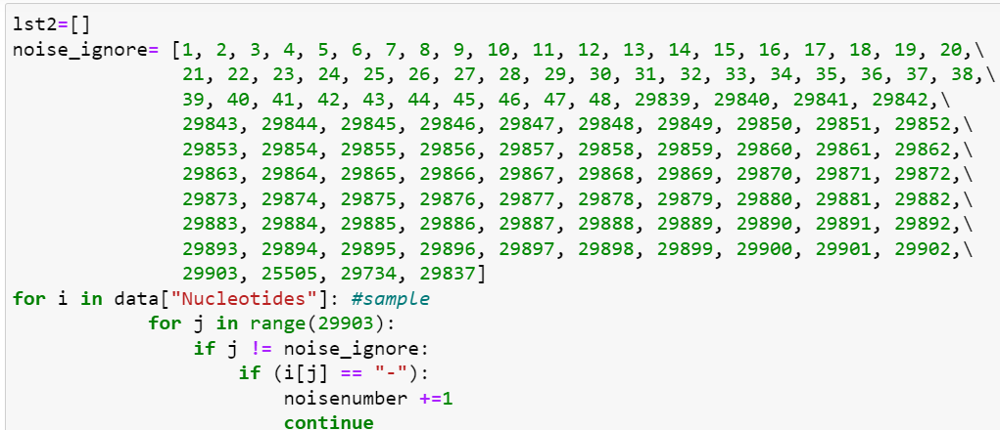 lst2=[]
noise_ignore= [1, 2, 3, 4, 5, 6, 7, 8, 9, 10, 11, 12, 13, 14, 15, 16, 17, 18, 19, 20,\
21, 22, 23, 24, 25, 26, 27, 28, 29, 30, 31, 32, 33, 34, 35, 36, 37, 38,\
39, 40, 41, 42, 43, 44, 45, 46, 47, 48, 29839, 29840, 29841, 29842,\
29843, 29844, 29845, 29846, 29847, 29848, 29849, 29850, 29851, 29852,\
29853, 29854, 29855, 29856, 29857, 29858, 29859, 29860, 29861, 29862,\
29863, 29864, 29865, 29866, 29867, 29868, 29869, 29870, 29871, 29872,\
29873, 29874, 29875, 29876, 29877, 29878, 29879, 29880, 29881, 29882,\
29883, 29884, 29885, 29886, 29887, 29888, 29889, 29890, 29891, 29892,\
29893, 29894, 29895, 29896, 29897, 29898, 29899, 29900, 29901, 29902,\
29903, 25505, 29734, 29837]
for i in data["Nucleotides"]: #sample
for j in range(29903):
if j != noise_ignore:
if (i[j] == "-"):
noisenumber +=1
continue